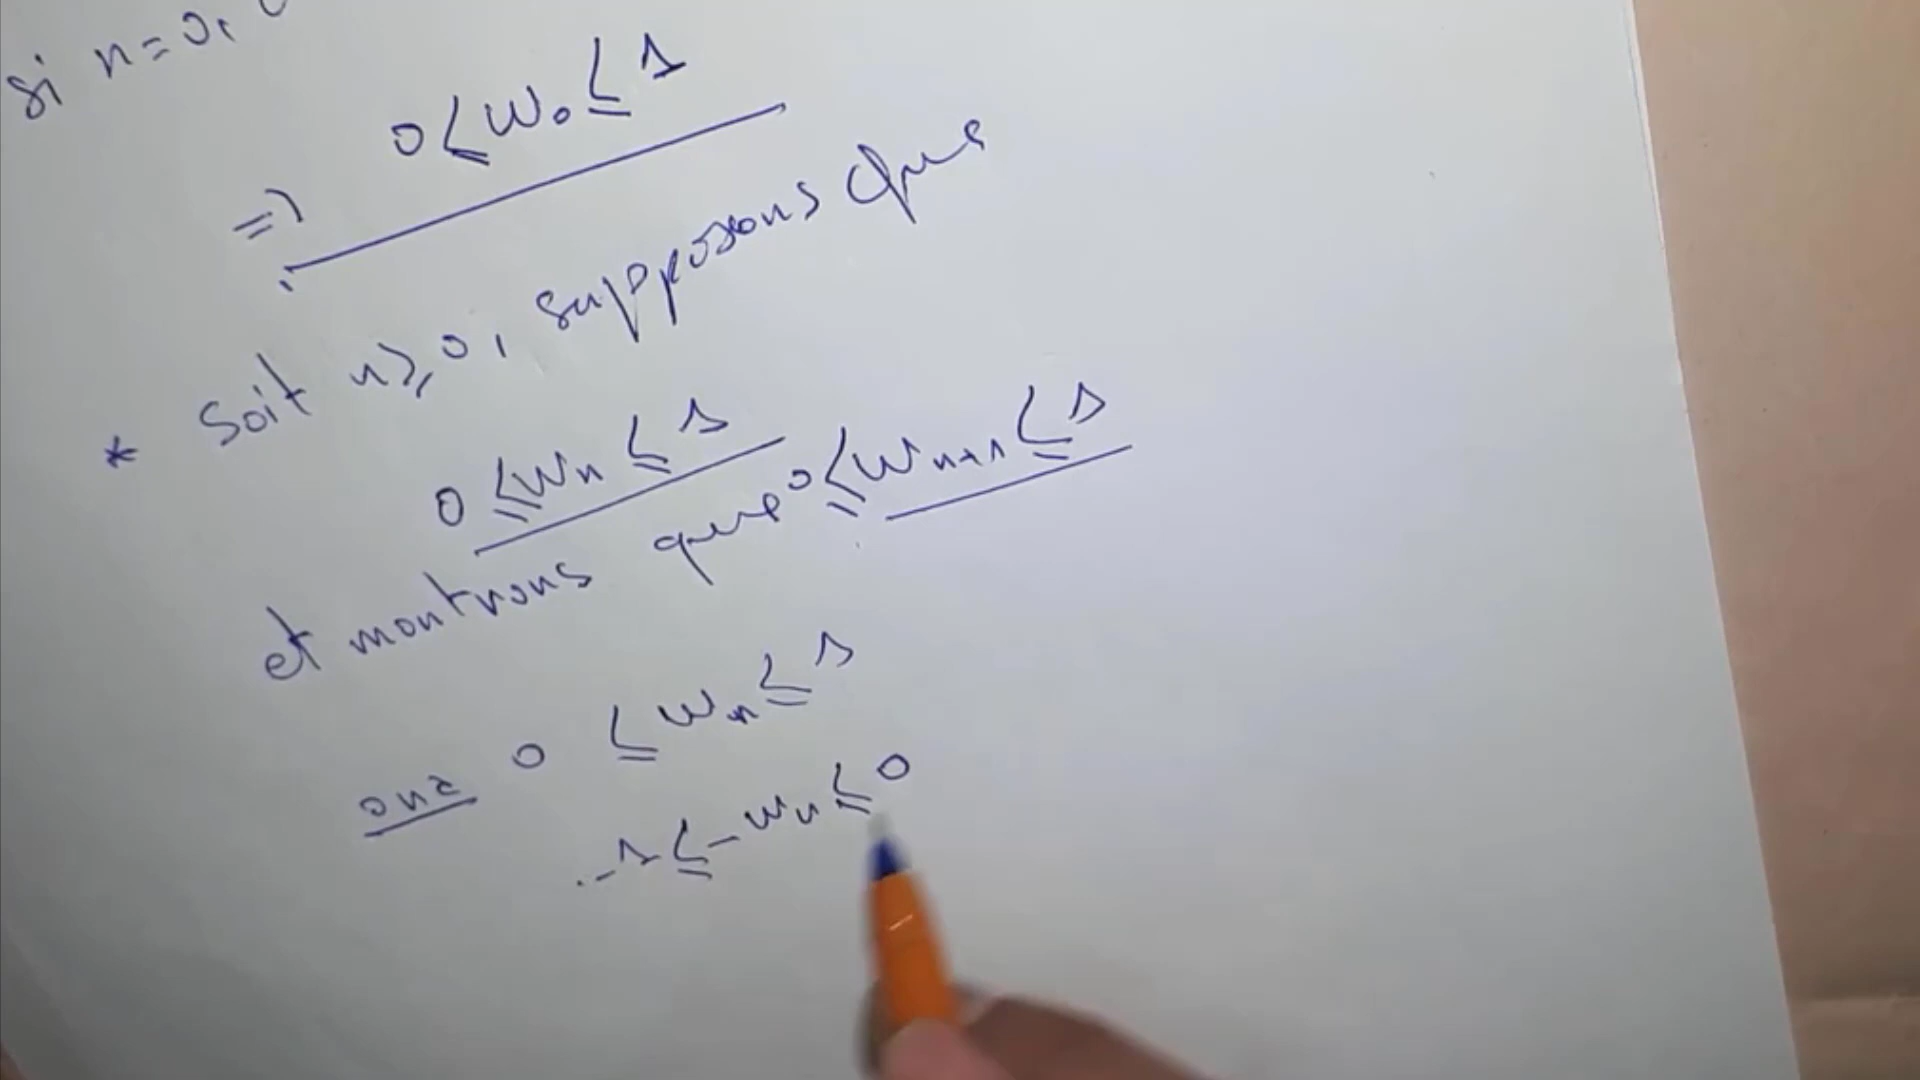 si n=0,
0≤w₀≤1
=>
* Soit n≥0, supposons que
0≤wₙ≤1
et montrons que 0≤wₙ₊₁≤1
on a 0≤wₙ≤1
-1≤-wₙ≤0